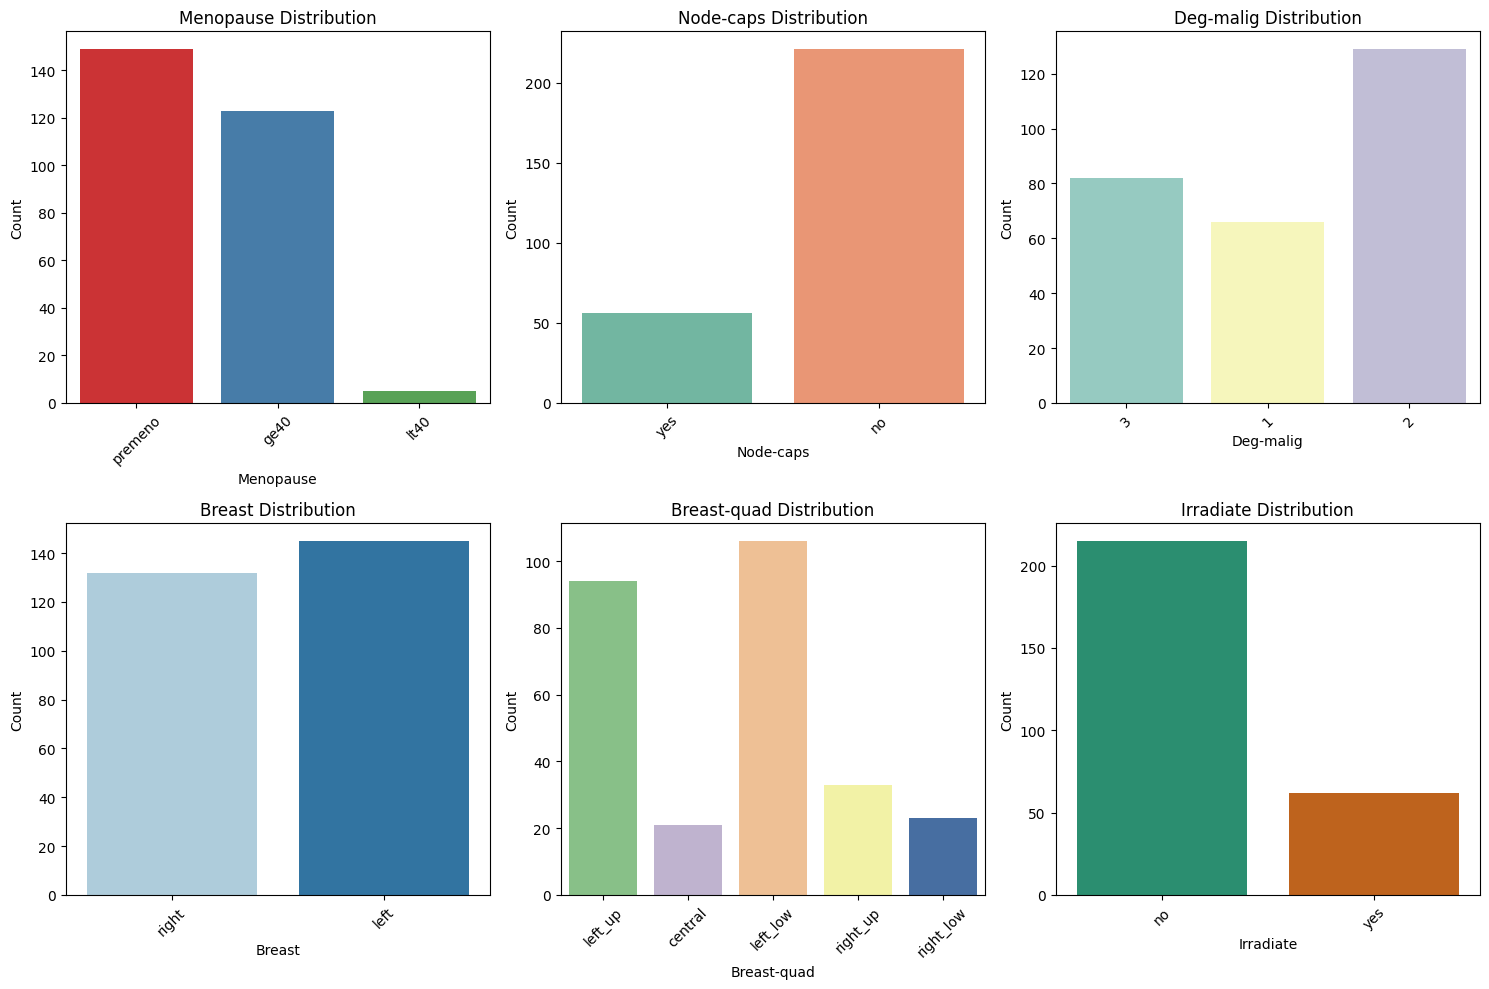 Menopause Distribution
140
120
100
80
60
40
20
0
Count
premeno
ge40
lt40
Menopause
Node-caps Distribution
200
150
100
50
0
Count
yes
no
Node-caps
Deg-malig Distribution
120
100
80
60
40
20
0
Count
3
1
2
Deg-malig
Breast Distribution
140
120
100
80
60
40
20
0
Count
right
left
Breast
Breast-quad Distribution
100
80
60
40
20
0
Count
left_up
central
left_low
right_up
right_low
Breast-quad
Irradiate Distribution
200
150
100
50
0
Count
no
yes
Irradiate